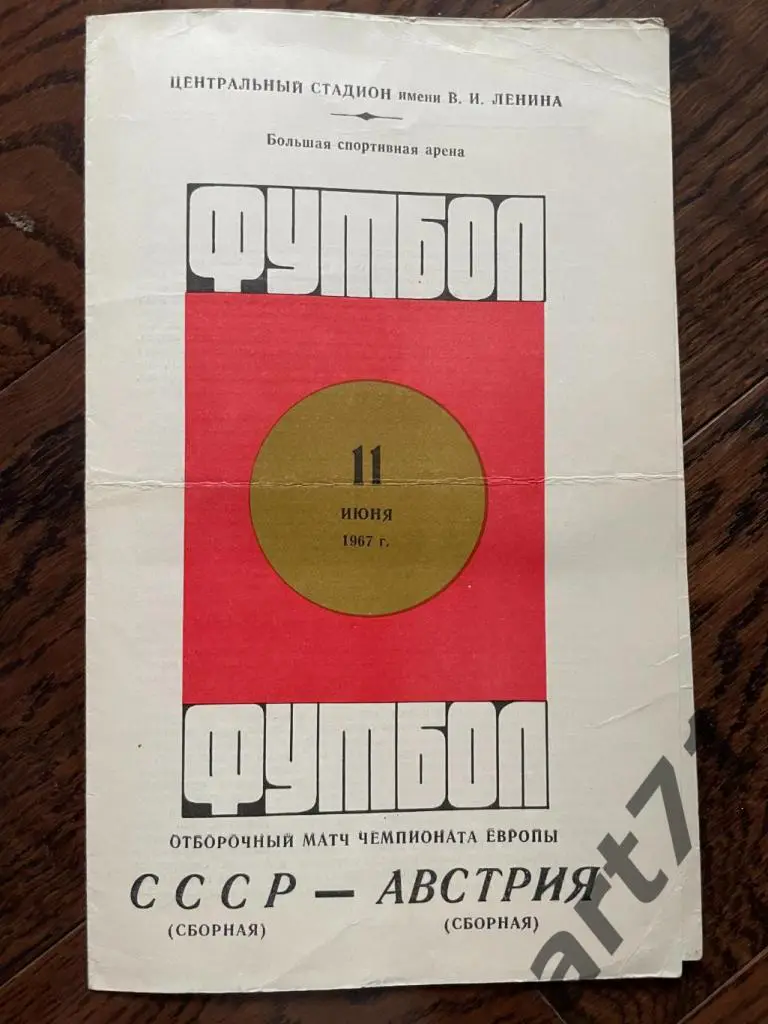 ЦЕНТРАЛЬНЫЙ СТАДИОН имени В. И. ЛЕНИНА
Большая спортивная арена
ФУТБОЛ
11
ИЮНЯ
1967 г.
ФУТБОЛ
ОТБОРОЧНЫЙ МАТЧ ЧЕМПИОНАТА ЕВРОПЫ
СССР — АВСТРИЯ
(СБОРНАЯ) (СБОРНАЯ)
art71